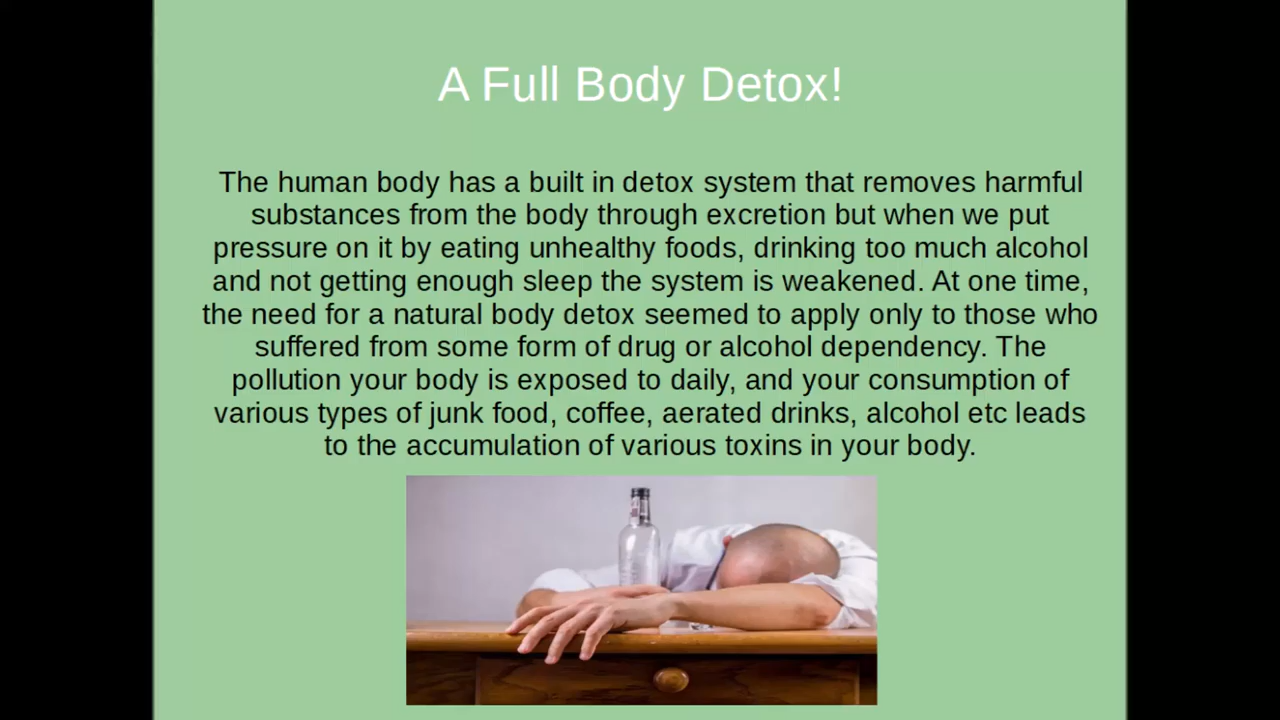 A Full Body Detox!
The human body has a built in detox system that removes harmful
substances from the body through excretion but when we put
pressure on it by eating unhealthy foods, drinking too much alcohol
and not getting enough sleep the system is weakened. At one time,
the need for a natural body detox seemed to apply only to those who
suffered from some form of drug or alcohol dependency. The
pollution your body is exposed to daily, and your consumption of
various types of junk food, coffee, aerated drinks, alcohol etc leads
to the accumulation of various toxins in your body.